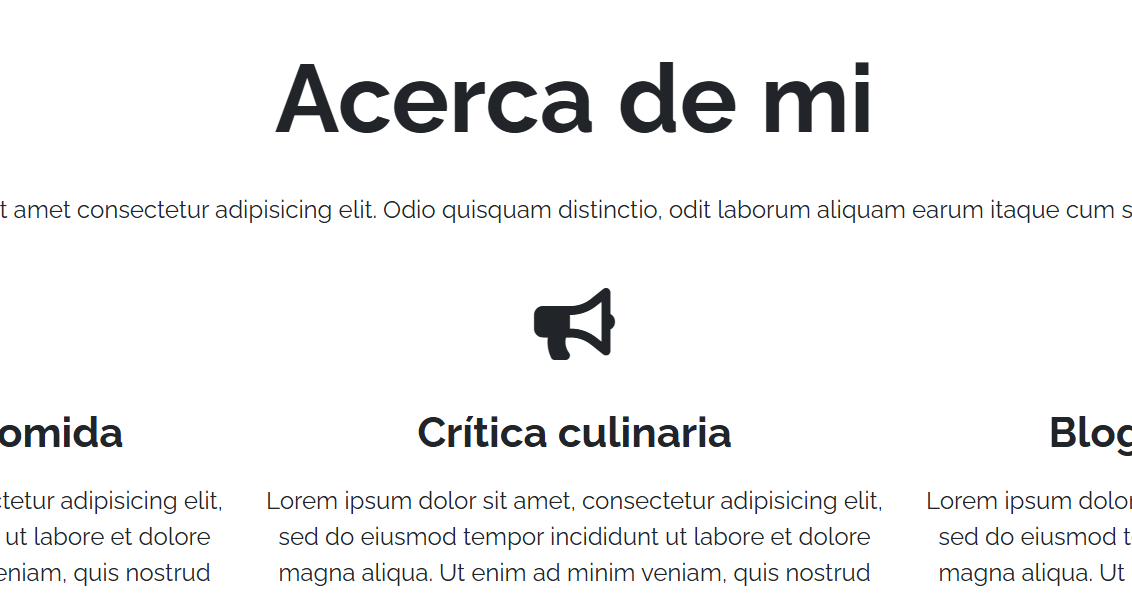 Acerca de mi
t amet consectetur adipisicing elit. Odio quisquam distinctio, odit laborum aliquam earum itaque cum s
omida
tetur adipisicing elit,
ut labore et dolore
eniam, quis nostrud
Crítica culinaria
Lorem ipsum dolor sit amet, consectetur adipisicing elit,
sed do eiusmod tempor incididunt ut labore et dolore
magna aliqua. Ut enim ad minim veniam, quis nostrud
Blog
Lorem ipsum dolor
sed do eiusmod t
magna aliqua. Ut